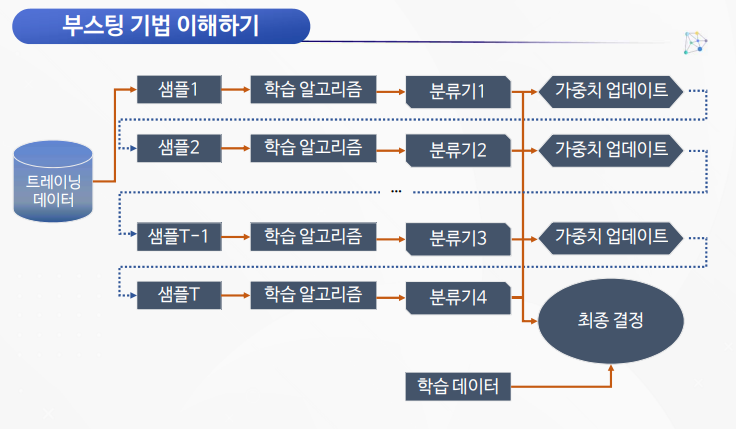 부스팅 기법 이해하기
샘플1 학습 알고리즘 분류기1 가중치 업데이트
샘플2 학습 알고리즘 분류기2 가중치 업데이트
트레이닝
데이터
...
샘플T-1 학습 알고리즘 분류기3 가중치 업데이트
샘플T 학습 알고리즘 분류기4
최종 결정
학습 데이터